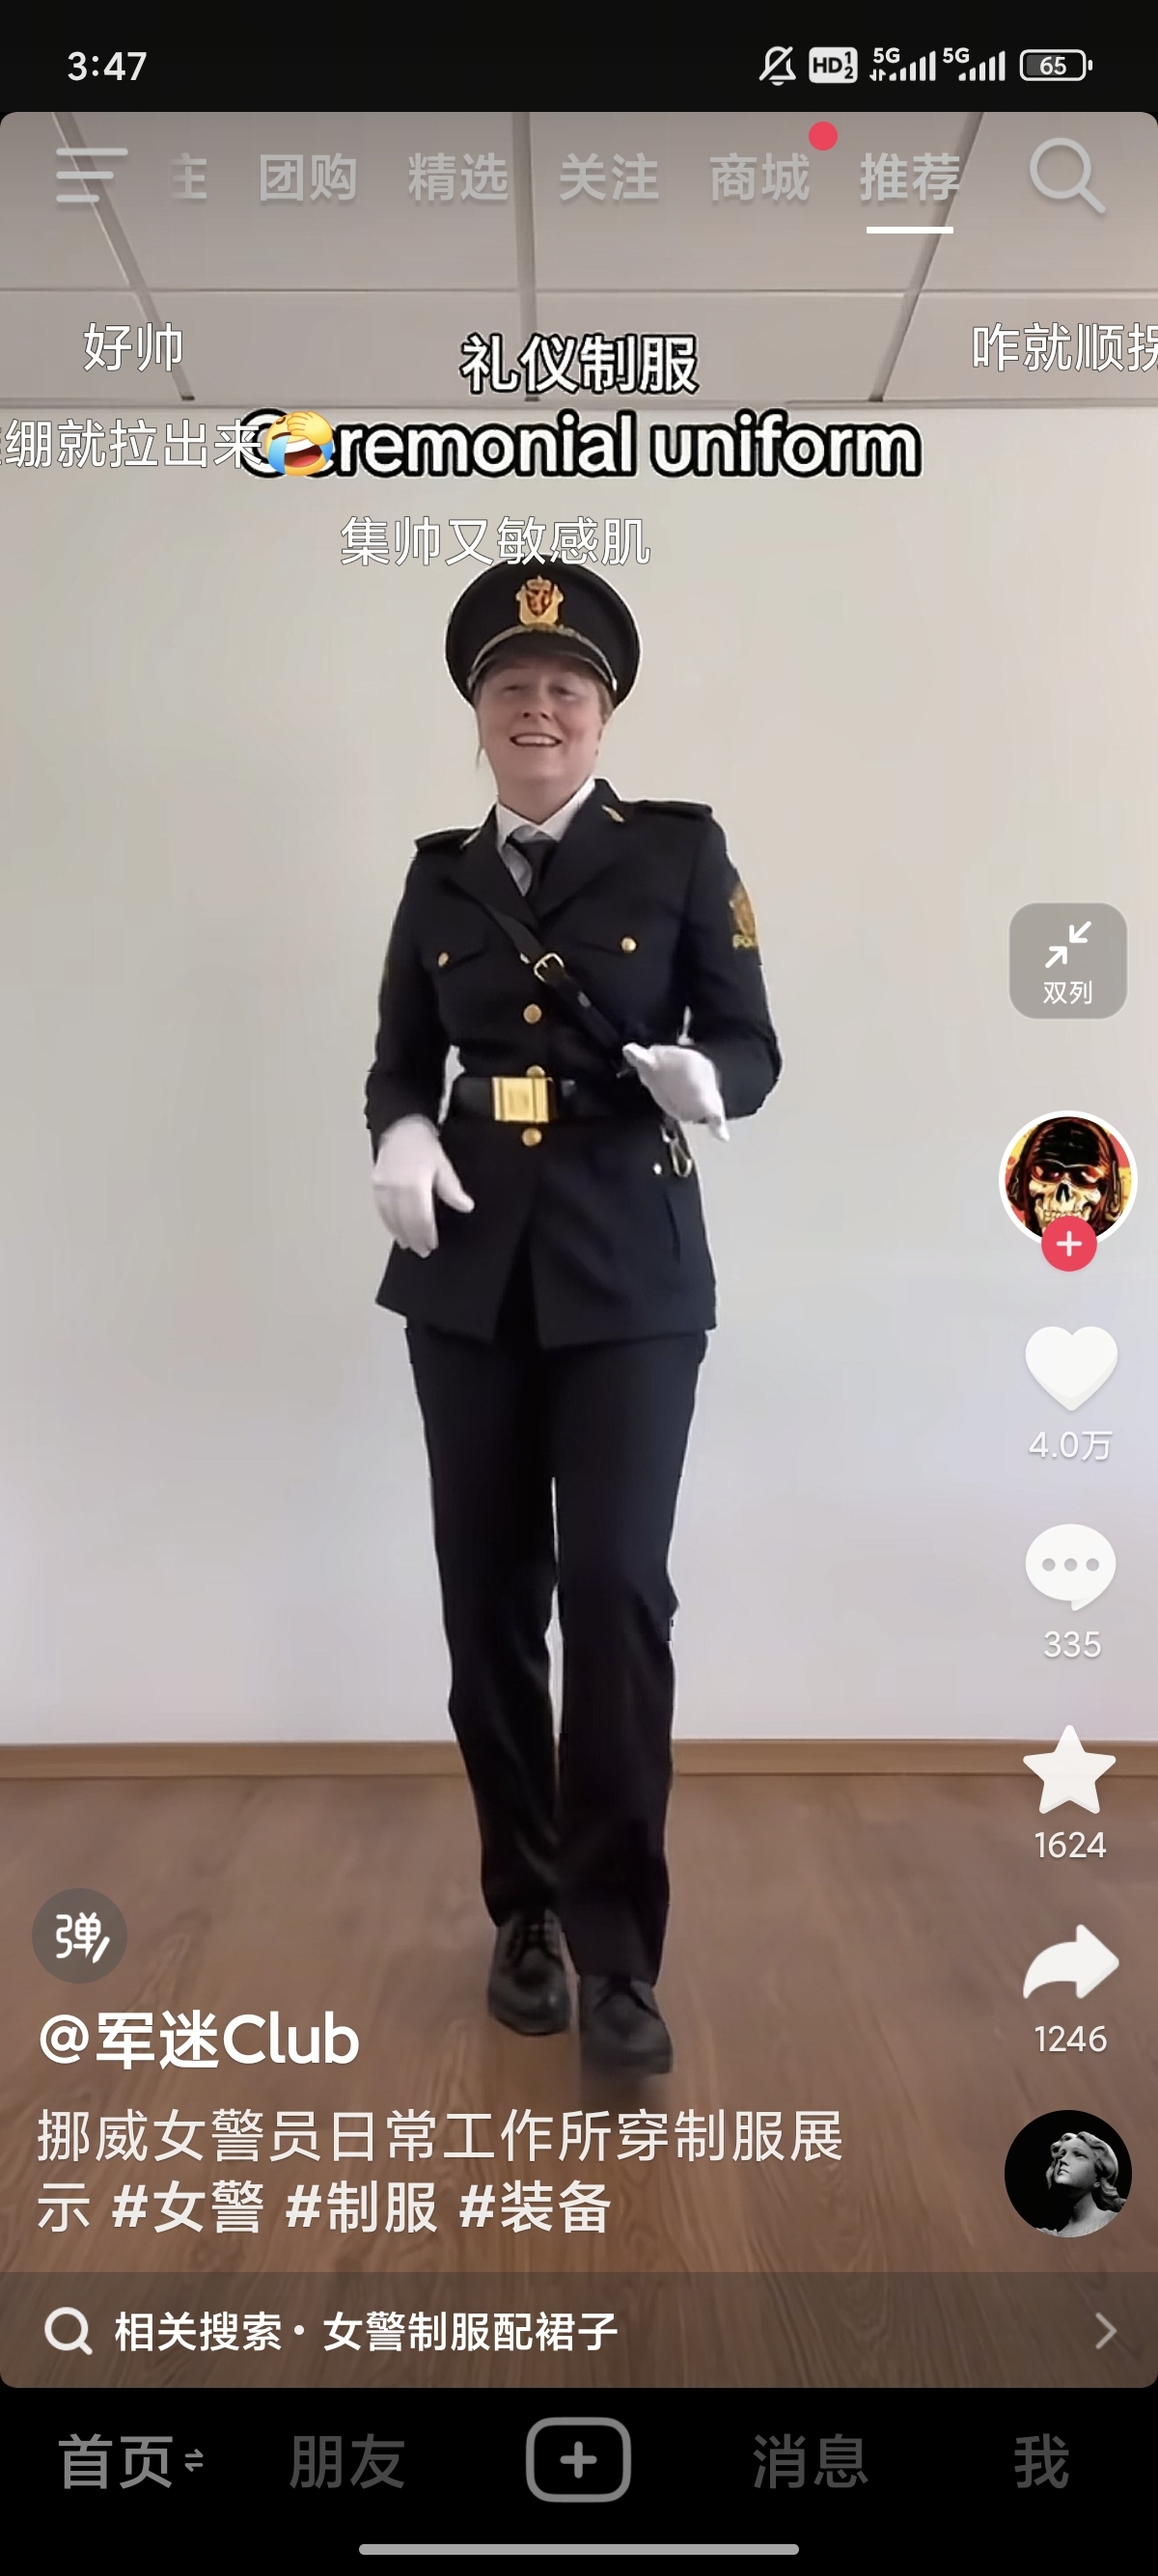 3:47
HD 1 2 5G 5G 65
主 团购 精选 关注 商城 推荐
好帅
礼仪制服
咋就顺拐
绷就拉出来😂
remonial uniform
集帅又敏感肌
双列
4.0万
335
1624
1246
弹
@军迷Club
挪威女警员日常工作所穿制服展
示 #女警 #制服 #装备
相关搜索 · 女警制服配裙子
首页 朋友 消息 我